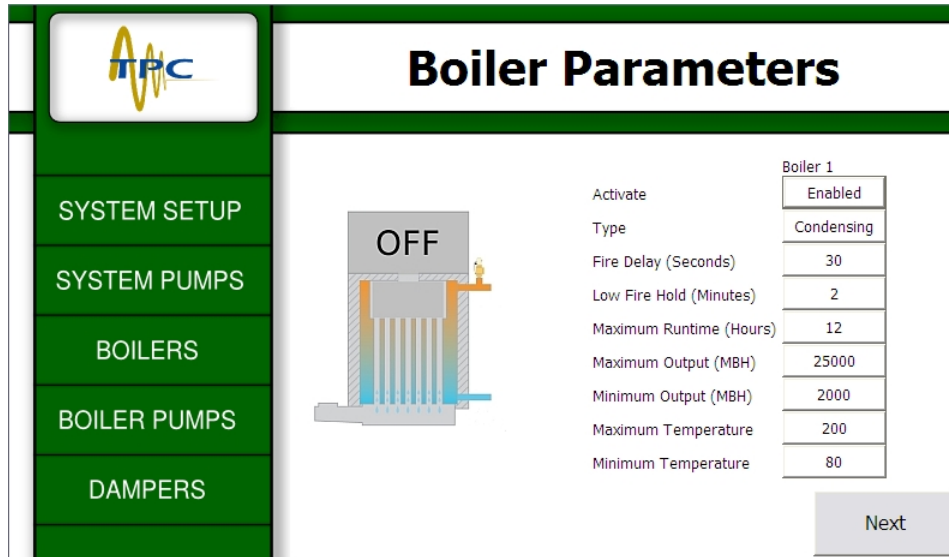 TPC
Boiler Parameters
SYSTEM SETUP
SYSTEM PUMPS
BOILERS
BOILER PUMPS
DAMPERS
OFF
Boiler 1
Activate Enabled
Type Condensing
Fire Delay (Seconds) 30
Low Fire Hold (Minutes) 2
Maximum Runtime (Hours) 12
Maximum Output (MBH) 25000
Minimum Output (MBH) 2000
Maximum Temperature 200
Minimum Temperature 80
Next